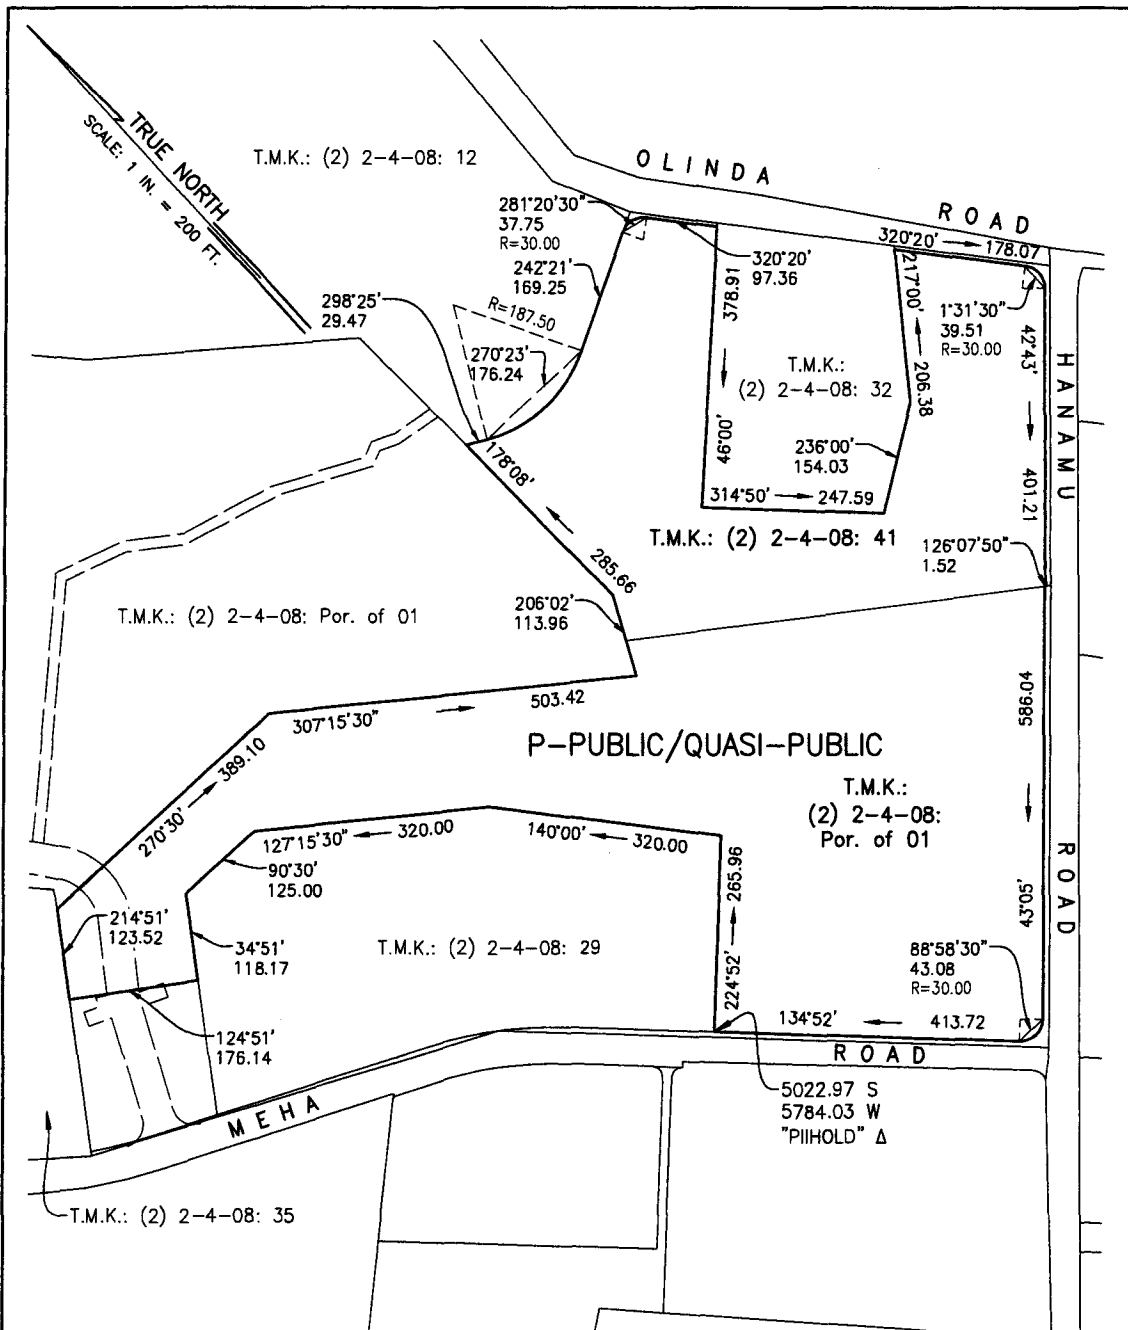 TRUE NORTH
SCALE: 1 IN. = 200 FT.
T.M.K.: (2) 2-4-08: 12
OLINDA
ROAD
281°20'30"
37.75
R=30.00
320°20'
178.07
320°20'
97.36
242°21'
169.25
298°25'
29.47
R=187.50
270°23'
176.24
378.91
46°00'
217°00'
206.38
1°31'30"
39.51
R=30.00
42°43'
401.21
HANAMU
T.M.K.:
(2) 2-4-08: 32
236°00'
154.03
314°50'
247.59
178°08'
285.66
T.M.K.: (2) 2-4-08: 41
126°07'50"
1.52
T.M.K.: (2) 2-4-08: Por. of 01
206°02'
113.96
307°15'30"
503.42
586.04
P-PUBLIC/QUASI-PUBLIC
270°30'
389.10
T.M.K.:
(2) 2-4-08:
Por. of 01
127°15'30"
320.00
140°00'
320.00
90°30'
125.00
265.96
224°52'
ROAD
43°05'
214°51'
123.52
34°51'
118.17
T.M.K.: (2) 2-4-08: 29
88°58'30"
43.08
R=30.00
134°52'
413.72
124°51'
176.14
ROAD
MEHA
5022.97 S
5784.03 W
"PIIHOLD" Δ
T.M.K.: (2) 2-4-08: 35